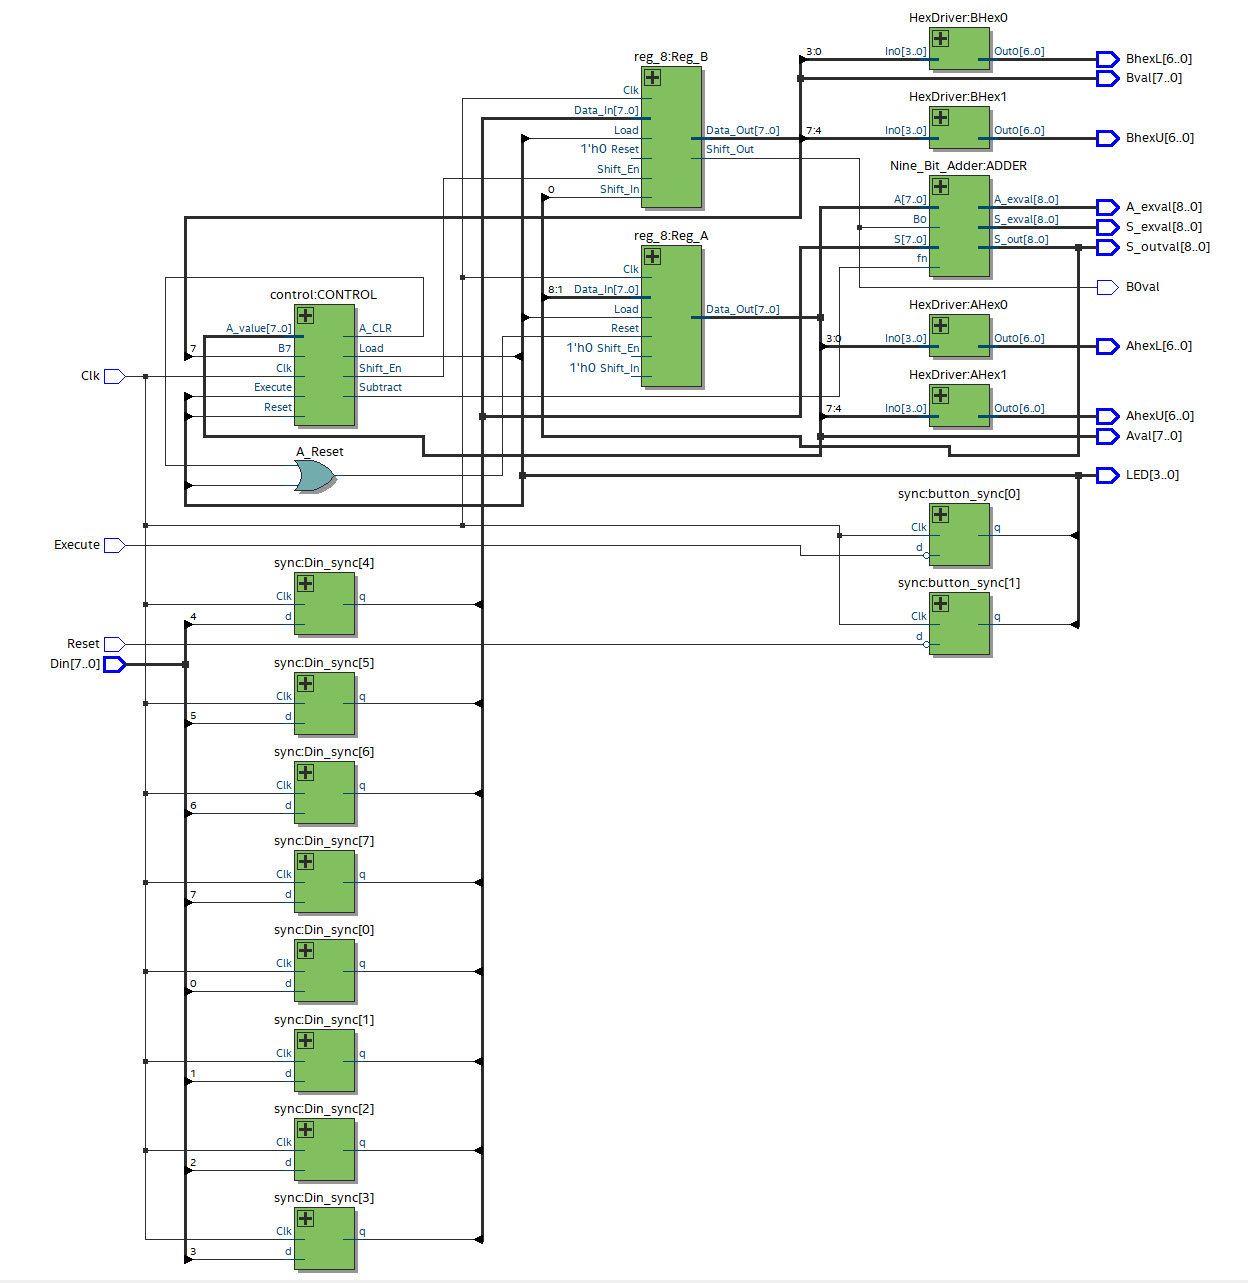 HexDriver:BHex0
3:0 In0[3..0] Out0[6..0] BhexL[6..0]
Bval[7..0]
reg_8:Reg_B
Clk
Data_In[7..0]
Load Data_Out[7..0]
1'h0 Reset Shift_Out
Shift_En
0 Shift_In
HexDriver:BHex1
7:4 In0[3..0] Out0[6..0] BhexU[6..0]
Nine_Bit_Adder:ADDER
A[7..0] A_exval[8..0] A_exval[8..0]
Bo S_exval[8..0] S_exval[8..0]
S[7..0] S_out[8..0] S_outval[8..0]
fn
B0val
reg_8:Reg_A
Clk
8:1 Data_In[7..0]
Load Data_Out[7..0]
Reset
1'h0 Shift_En
1'h0 Shift_In
HexDriver:AHex0
3:0 In0[3..0] Out0[6..0] AhexL[6..0]
HexDriver:AHex1
7:4 In0[3..0] Out0[6..0] AhexU[6..0]
Aval[7..0]
LED[3..0]
control:CONTROL
A_value[7..0] A_CLR
7 B7 Load
Clk Clk Shift_En
Execute Subtract
Reset
A_Reset
sync:button_sync[0]
Clk q
d
Execute
sync:button_sync[1]
Clk q
d
Reset
Din[7..0]
sync:Din_sync[4]
Clk q
4 d
sync:Din_sync[5]
Clk q
5 d
sync:Din_sync[6]
Clk q
6 d
sync:Din_sync[7]
Clk q
7 d
sync:Din_sync[0]
Clk q
0 d
sync:Din_sync[1]
Clk q
1 d
sync:Din_sync[2]
Clk q
2 d
sync:Din_sync[3]
Clk q
3 d